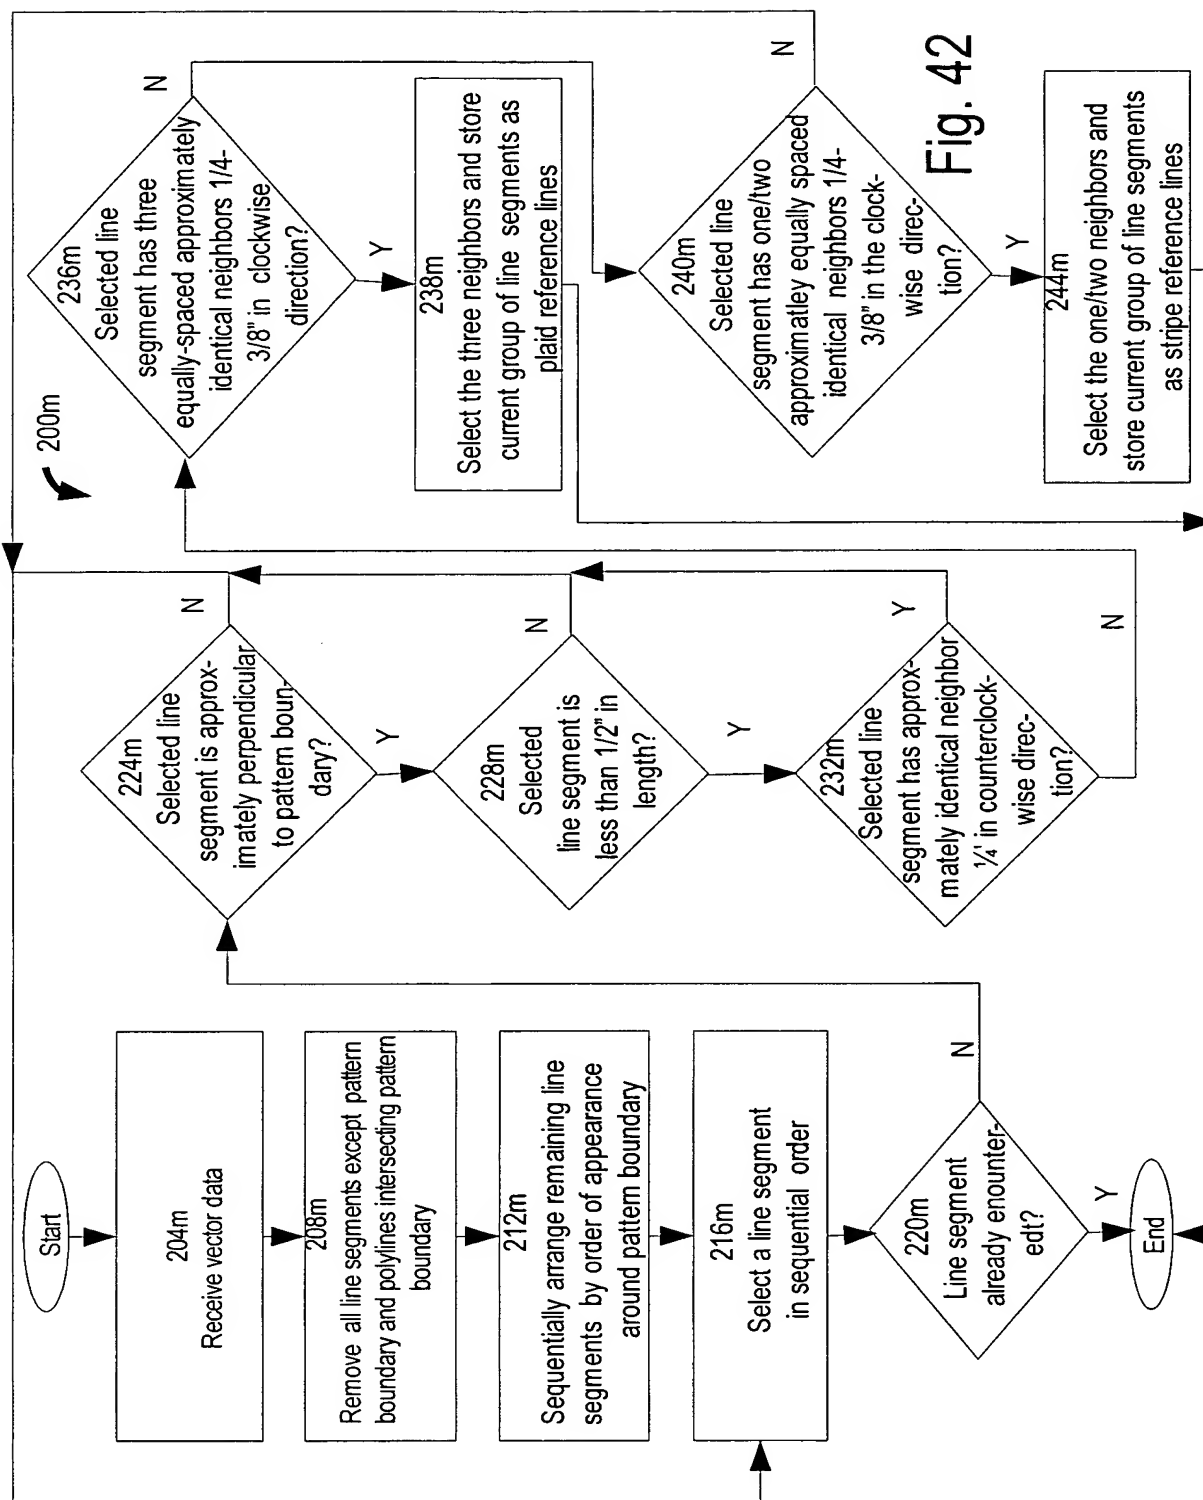 Start
204m
Receive vector data
208m
Remove all line segments except pattern
boundary and polylines intersecting pattern
boundary
212m
Sequentially arrange remaining line
segments by order of appearance
around pattern boundary
216m
Select a line segment
in sequential order
220m
Line segment
already enounter-
edt?
N
Y
End
224m
Selected line
segment is approx-
imately perpendicular
to pattern boun-
dary?
N
Y
228m
Selected
line segment is
less than 1/2" in
length?
N
Y
232m
Selected line
segment has approx-
mately identical neighbor
1/4' in counterclock-
wise direc-
tion?
Y
N
200m
236m
Selected line
segment has three
equally-spaced approximately
identical neighbors 1/4-
3/8" in clockwise
direction?
N
Y
238m
Select the three neighbors and store
current group of line segments as
plaid reference lines
240m
Selected line
segment has one/two
approximatley equally spaced
identical neighbors 1/4-
3/8" in the clock-
wise direc-
tion?
N
Y
244m
Select the one/two neighbors and
store current group of line segments
as stripe reference lines
Fig. 42